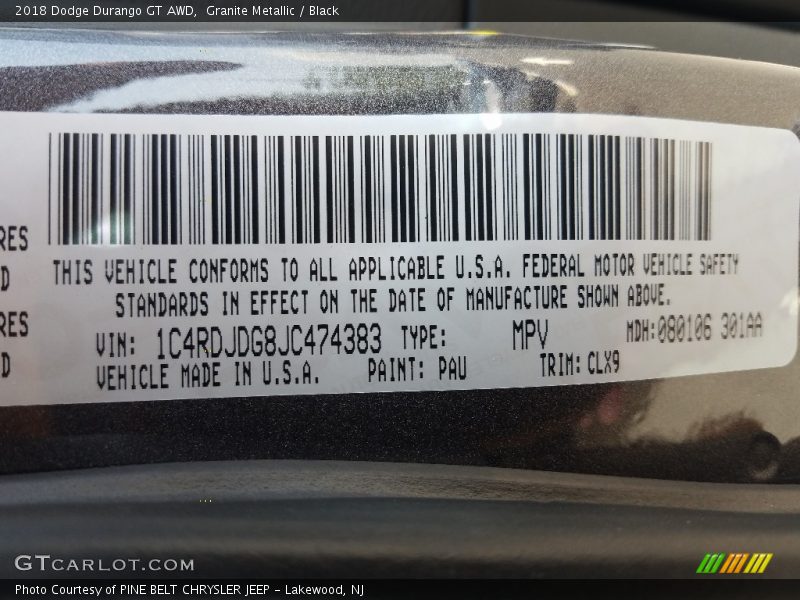 2018 Dodge Durango GT AWD,  Granite Metallic / Black
RES
D
RES
D
THIS VEHICLE CONFORMS TO ALL APPLICABLE U.S.A. FEDERAL MOTOR VEHICLE SAFETY
STANDARDS IN EFFECT ON THE DATE OF MANUFACTURE SHOWN ABOVE.
VIN: 1C4RDJDG8JC474383 TYPE: MPV MDH:080106 301AA
VEHICLE MADE IN U.S.A. PAINT: PAU TRIM: CLX9
GTCARLOT.COM
Photo Courtesy of PINE BELT CHRYSLER JEEP - Lakewood, NJ